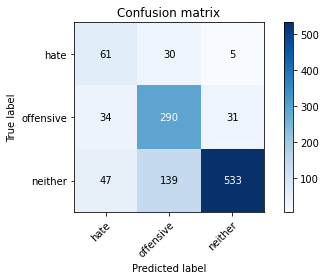 Confusion matrix
True label
hate 61 30 5
offensive 34 290 31
neither 47 139 533
hate offensive neither
Predicted label
500
400
300
200
100